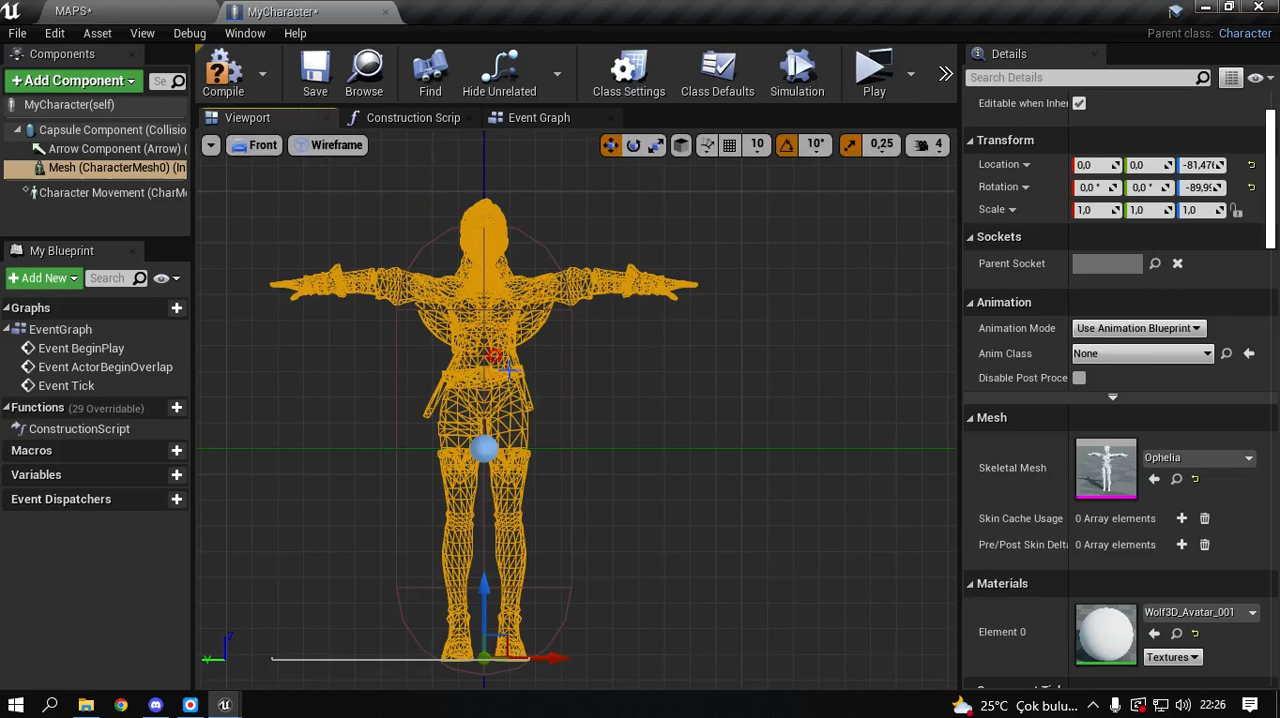 MAPS*
MyCharacter*
File Edit Asset View Debug Window Help
Parent class: Character
Components
Add Component
MyCharacter(self)
Capsule Component (Collisio
Arrow Component (Arrow) (In
Mesh (CharacterMesh0) (In
Character Movement (CharMo
My Blueprint
Add New
Search
Graphs
EventGraph
Event BeginPlay
Event ActorBeginOverlap
Event Tick
Functions (29 Overridable)
ConstructionScript
Macros
Variables
Event Dispatchers
Compile
Save
Browse
Find
Hide Unrelated
Class Settings
Class Defaults
Simulation
Play
Viewport
Construction Scrip
Event Graph
Front
Wireframe
10
10°
0,25
4
Z
Y
Details
Search Details
Editable when Inher
Transform
Location 0,0 0,0 -81,476
Rotation 0,0 ° 0,0 ° -89,99
Scale 1,0 1,0 1,0
Sockets
Parent Socket
Animation
Animation Mode Use Animation Blueprint
Anim Class None
Disable Post Proce
Mesh
Skeletal Mesh Ophelia
Skin Cache Usage 0 Array elements
Pre/Post Skin Delta 0 Array elements
Materials
Element 0 Wolf3D_Avatar_001
Textures
25°C Çok bulu...
22:26